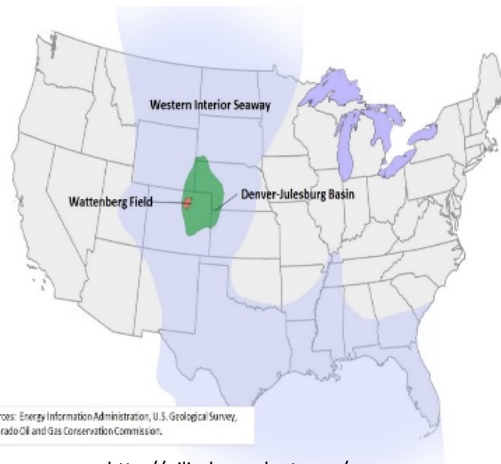 Western Interior Seaway
Wattenberg Field
Denver-Julesburg Basin
rces: Energy Information Administration, U.S. Geological Survey,
rado Oil and Gas Conservation Commission.